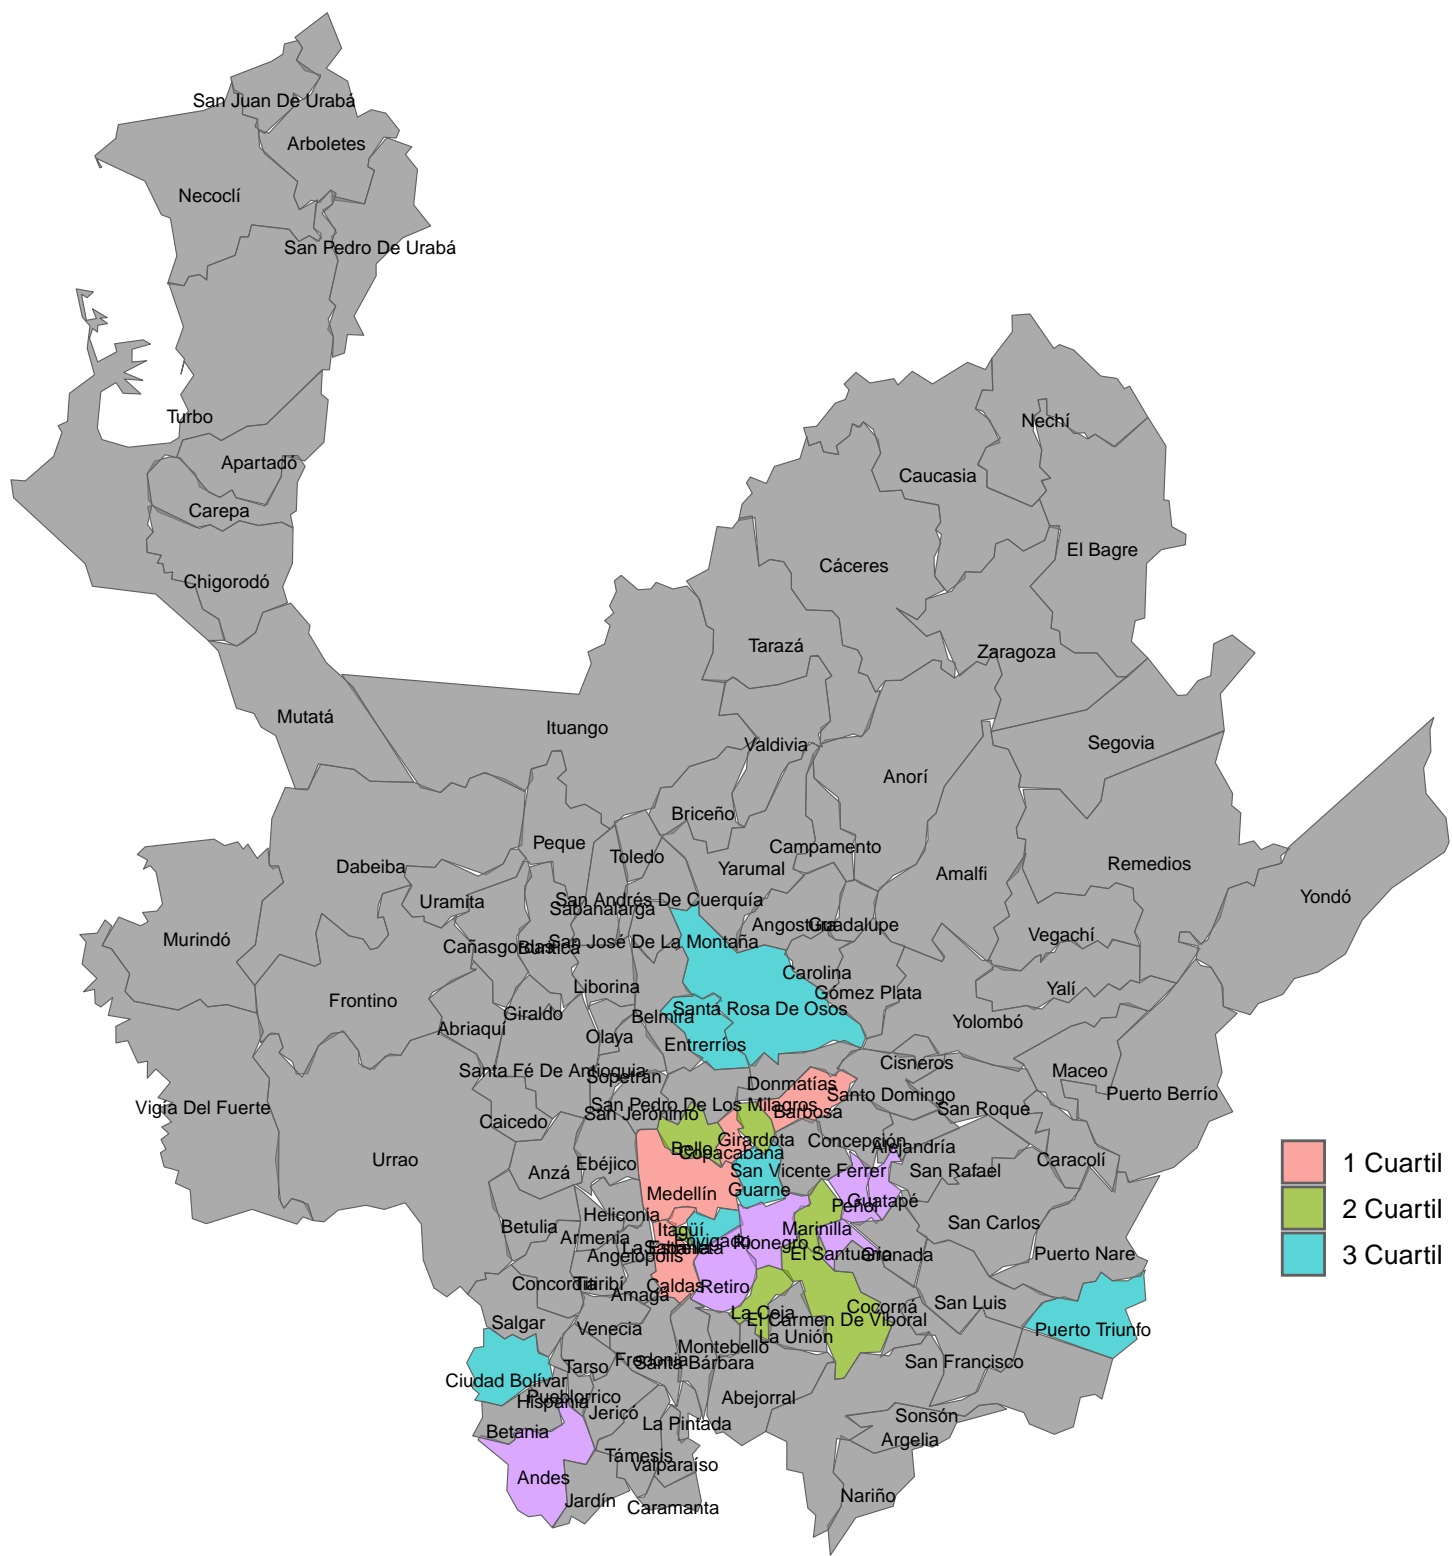 San Juan De Urabá
Arboletes
Necoclí
San Pedro De Urabá
Turbo
Nechí
Apartadó
Caucasia
Carepa
El Bagre
Cáceres
Chigorodó
Tarazá
Zaragoza
Mutatá
Ituango
Valdivia
Segovia
Anorí
Briceño
Peque
Campamento
Toledo
Dabeiba
Yarumal
Remedios
Amalfi
Yondó
Uramita
San Andrés De Cuerquía
Sabanalarga
Angostura
Guadalupe
Murindó
Vegachí
Cañasgordas
Buriticá
San José De La Montaña
Carolina
Liborina
Yalí
Gómez Plata
Frontino
Santa Rosa De Osos
Giraldo
Belmira
Yolombó
Abriaquí
Olaya
Entrerríos
Cisneros
Santa Fé De Antioquia
Sopetrán
Maceo
Donmatías
Santo Domingo
Puerto Berrío
San Pedro De Los Milagros
Vigía Del Fuerte
San Roque
San Jerónimo
Barbosa
Caicedo
Girardota
Concepción
Alejandría
Bello
Copacabana
Urrao
Caracolí
Ebéjico
Anzá
San Vicente Ferrer
San Rafael
1 Cuartil
Medellín
Guarne
Guatapé
Peñol
2 Cuartil
Heliconia
San Carlos
Betulia
Itagüí
Marinilla
Armenia
Envigado
Rionegro
La Estrella
Sabaneta
El Santuario
Granada
Puerto Nare
3 Cuartil
Angelópolis
Concordia
Titiribí
Caldas
Retiro
Amagá
San Luis
Cocorná
La Ceja
El Carmen De Viboral
Salgar
Venecia
La Unión
Puerto Triunfo
Montebello
Fredonia
Santa Bárbara
San Francisco
Tarso
Ciudad Bolívar
Pueblorrico
Hispania
Abejorral
Jericó
Sonsón
La Pintada
Betania
Argelia
Támesis
Valparaíso
Andes
Nariño
Jardín
Caramanta